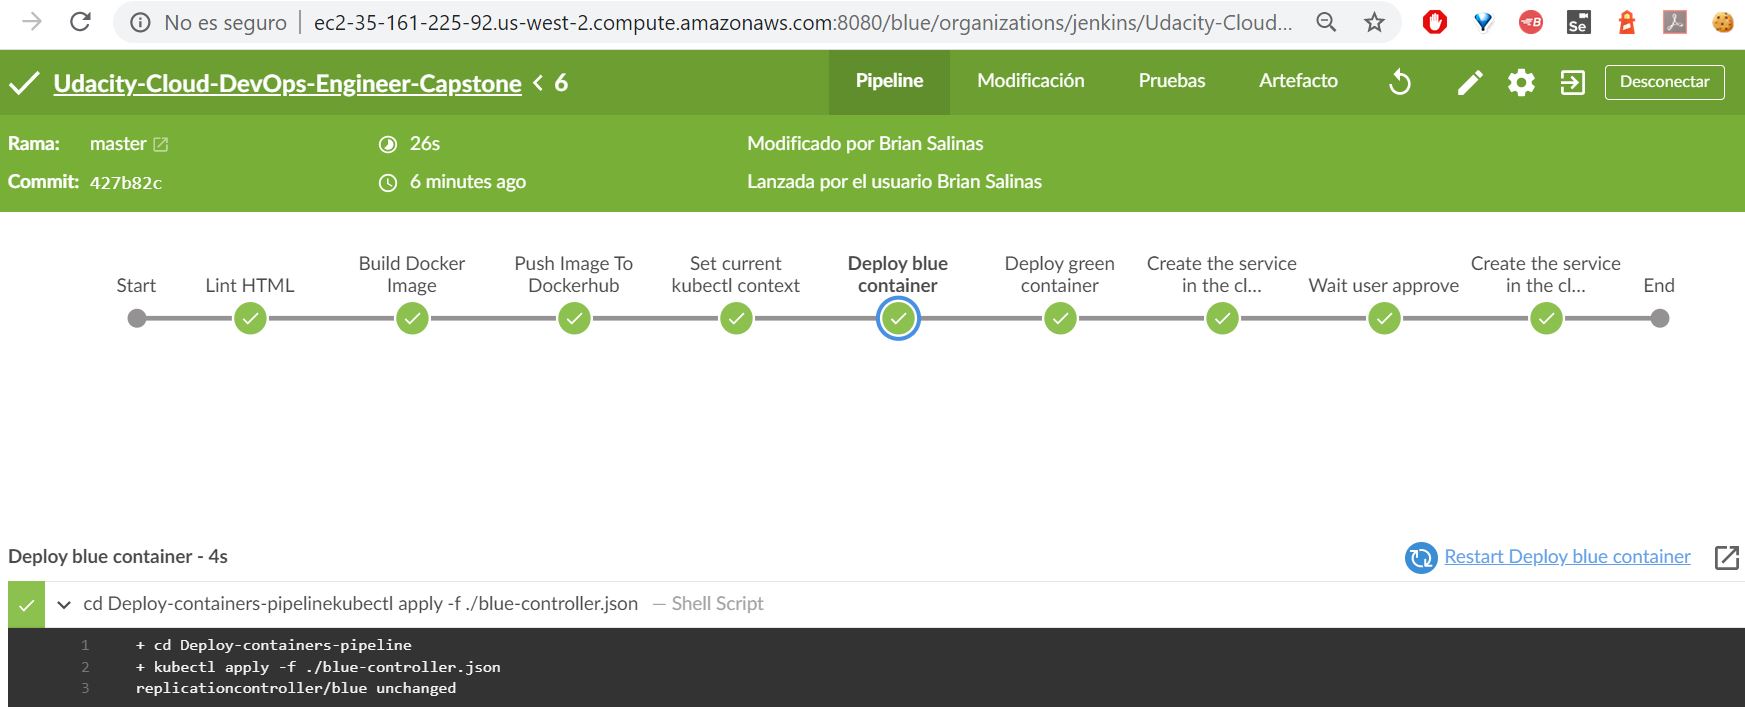 No es seguro | ec2-35-161-225-92.us-west-2.compute.amazonaws.com:8080/blue/organizations/jenkins/Udacity-Cloud...
B
Se
Udacity-Cloud-DevOps-Engineer-Capstone < 6
Pipeline Modificación Pruebas Artefacto Desconectar
Rama: master 26s Modificado por Brian Salinas
Commit: 427b82c 6 minutes ago Lanzada por el usuario Brian Salinas
Start
Lint HTML
Build Docker
Image
Push Image To
Dockerhub
Set current
kubectl context
Deploy blue
container
Deploy green
container
Create the service
in the cl...
Wait user approve
Create the service
in the cl...
End
Deploy blue container - 4s
Restart Deploy blue container
cd Deploy-containers-pipelinekubectl apply -f ./blue-controller.json — Shell Script
1 + cd Deploy-containers-pipeline
2 + kubectl apply -f ./blue-controller.json
3 replicationcontroller/blue unchanged